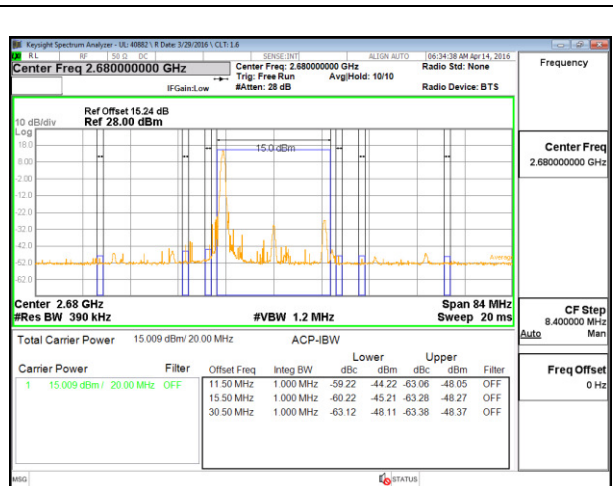 Keysight Spectrum Analyzer - UL: 40882 \ R Date: 3/29/2016 \ CLT: 1.6
RL RF 50 Ω DC SENSE:INT ALIGN AUTO 06:34:38 AM Apr 14, 2016
Center Freq 2.680000000 GHz Center Freq: 2.680000000 GHz Radio Std: None
Trig: Free Run Avg|Hold: 10/10
IFGain:Low #Atten: 28 dB Radio Device: BTS
Frequency
Ref Offset 15.24 dB
10 dB/div Ref 28.00 dBm
Log
18.0
15.0 dBm
8.00
-2.00
-12.0
-22.0
-32.0
-42.0
-52.0 Average
-62.0
Center Freq
2.680000000 GHz
Center 2.68 GHz Span 84 MHz
#Res BW 390 kHz #VBW 1.2 MHz Sweep 20 ms
CF Step
8.400000 MHz
Auto Man
Total Carrier Power 15.009 dBm/ 20.00 MHz ACP-IBW
Lower Upper
Carrier Power Filter Offset Freq Integ BW dBc dBm dBc dBm Filter
1 15.009 dBm / 20.00 MHz OFF 11.50 MHz 1.000 MHz -59.22 -44.22 -63.06 -48.05 OFF
15.50 MHz 1.000 MHz -60.22 -45.21 -63.28 -48.27 OFF
30.50 MHz 1.000 MHz -63.12 -48.11 -63.38 -48.37 OFF
Freq Offset
0 Hz
MSG STATUS